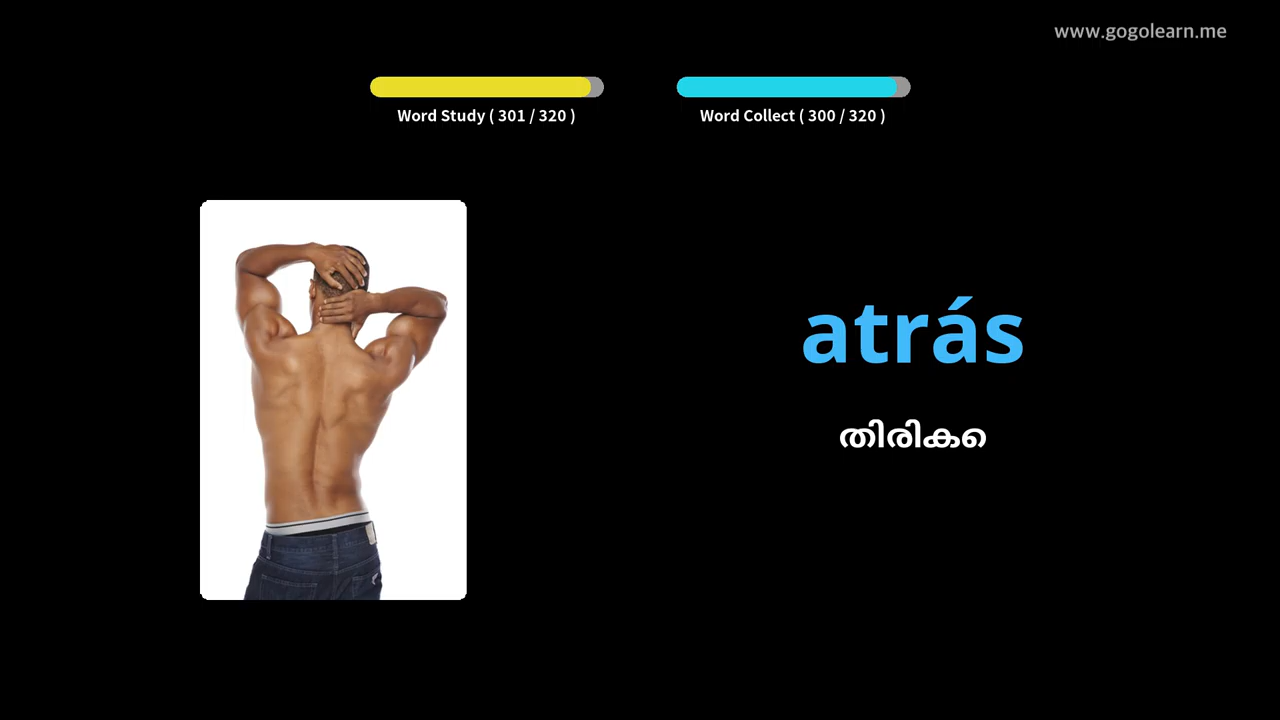 www.gogolearn.me
Word Study ( 301 / 320 )
Word Collect ( 300 / 320 )
atrás
തിരികെ